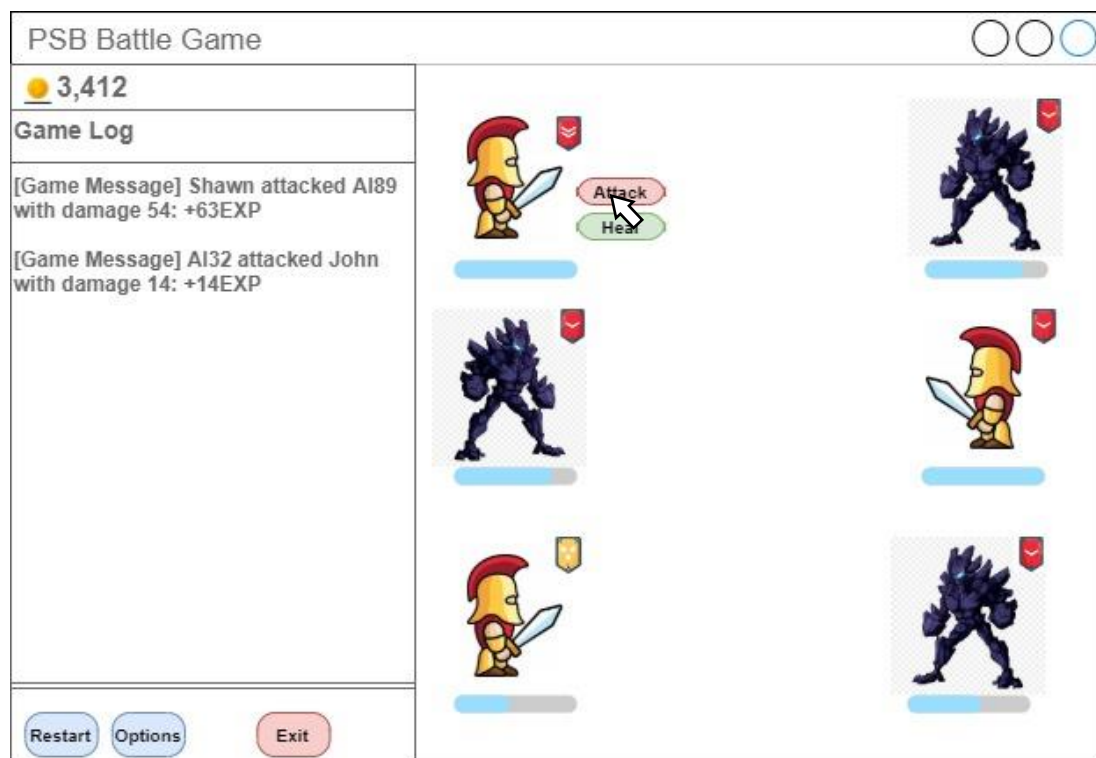 PSB Battle Game
3,412
Game Log
[Game Message] Shawn attacked AI89
with damage 54: +63EXP
[Game Message] AI32 attacked John
with damage 14: +14EXP
Attack
Heal
Restart
Options
Exit